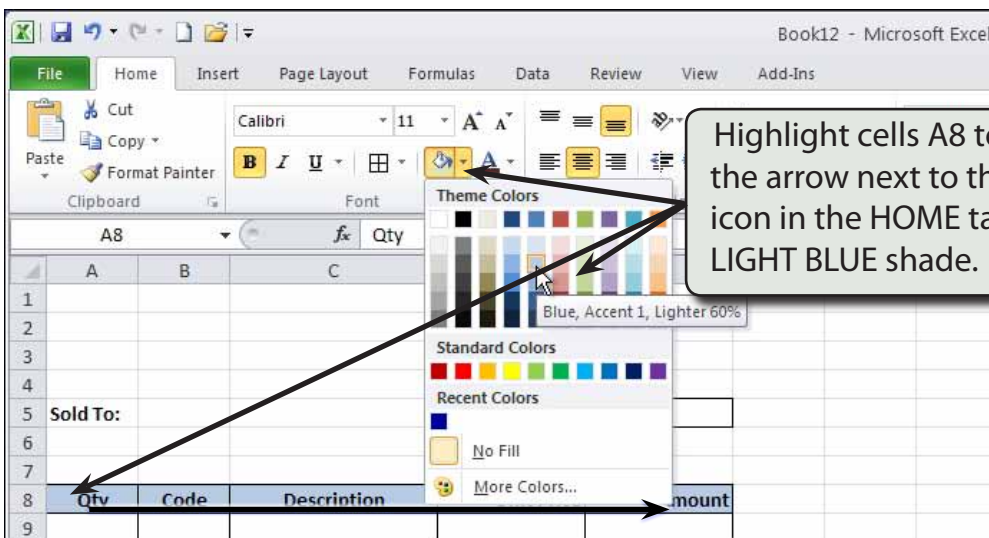 Book12 - Microsoft Excel
File Home Insert Page Layout Formulas Data Review View Add-Ins
Cut
Copy
Paste
Format Painter
Clipboard
Calibri 11 A A
B I U A
Font
Highlight cells A8 to
the arrow next to th
icon in the HOME ta
LIGHT BLUE shade.
Theme Colors
Blue, Accent 1, Lighter 60%
Standard Colors
Recent Colors
No Fill
More Colors...
A8 fx Qty
A B C
1
2
3
4
5 Sold To:
6
7
8 Qty Code Description mount
9